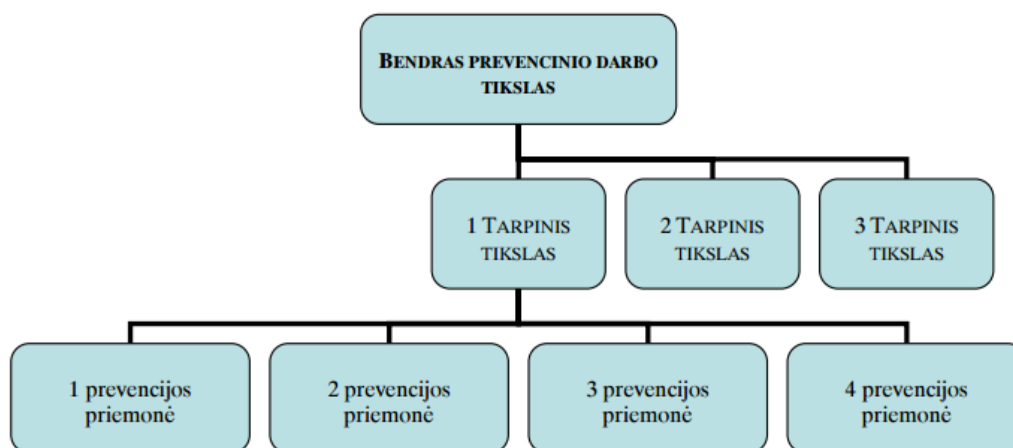 BENDRAS PREVENCINIO DARBO
TIKSLAS
1 TARPINIS
TIKSLAS
2 TARPINIS
TIKSLAS
3 TARPINIS
TIKSLAS
1 prevencijos
priemonė
2 prevencijos
priemonė
3 prevencijos
priemonė
4 prevencijos
priemonė